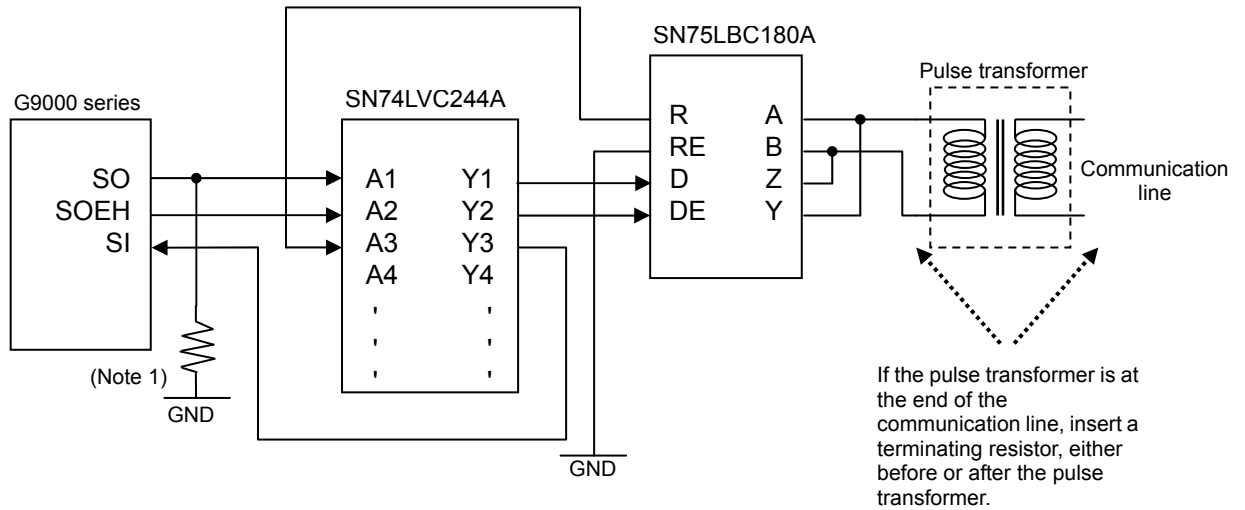 SN75LBC180A
Pulse transformer
G9000 series
SN74LVC244A
SO
SOEH
SI
A1 Y1
A2 Y2
A3 Y3
A4 Y4
' '
' '
' '
R A
RE B
D Z
DE Y
Communication
line
(Note 1)
GND
GND
If the pulse transformer is at
the end of the
communication line, insert a
terminating resistor, either
before or after the pulse
transformer.